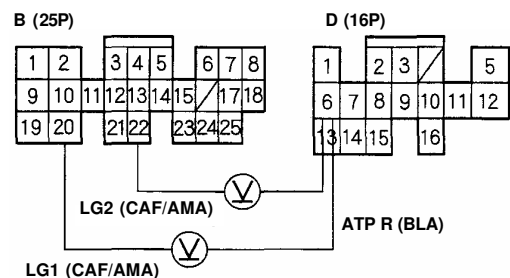 B (25P)
D (16P)
1 2 3 4 5 6 7 8
9 10 11 12 13 14 15 17 18
19 20 21 22 23 24 25
1 2 3 5
6 7 8 9 10 11 12
13 14 15 16
LG2 (CAF/AMA)
V
ATP R (BLA)
V
LG1 (CAF/AMA)